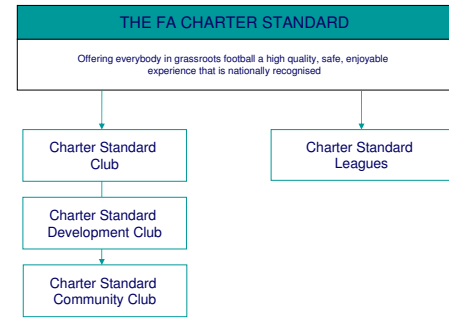 THE FA CHARTER STANDARD
Offering everybody in grassroots football a high quality, safe, enjoyable
experience that is nationally recognised
Charter Standard
Club
Charter Standard
Leagues
Charter Standard
Development Club
Charter Standard
Community Club